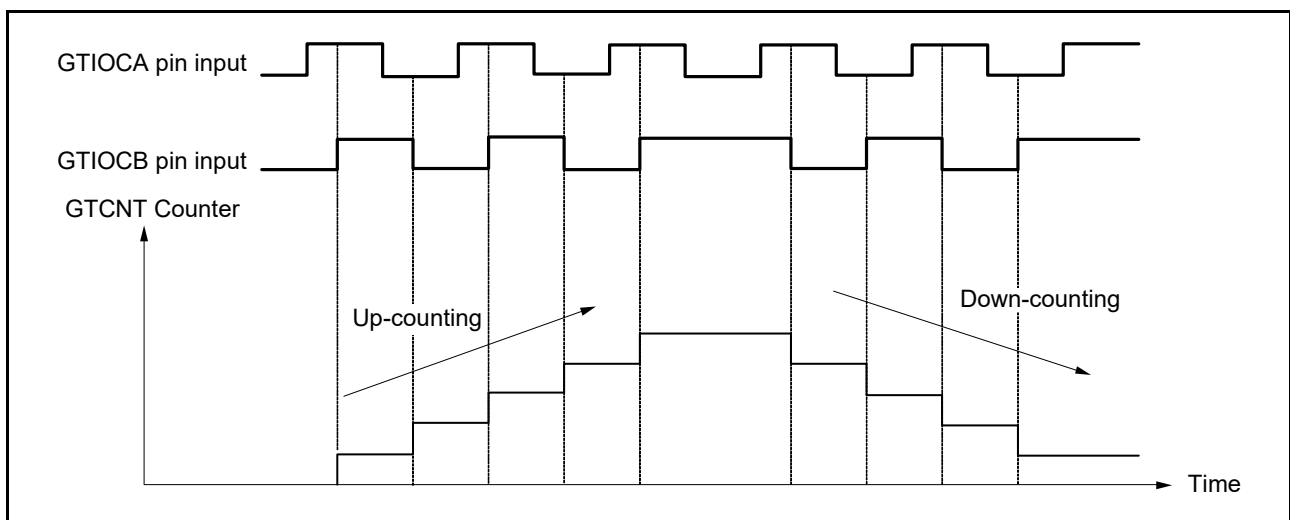 GTIOCA pin input
GTIOCB pin input
GTCNT Counter
Up-counting
Down-counting
Time